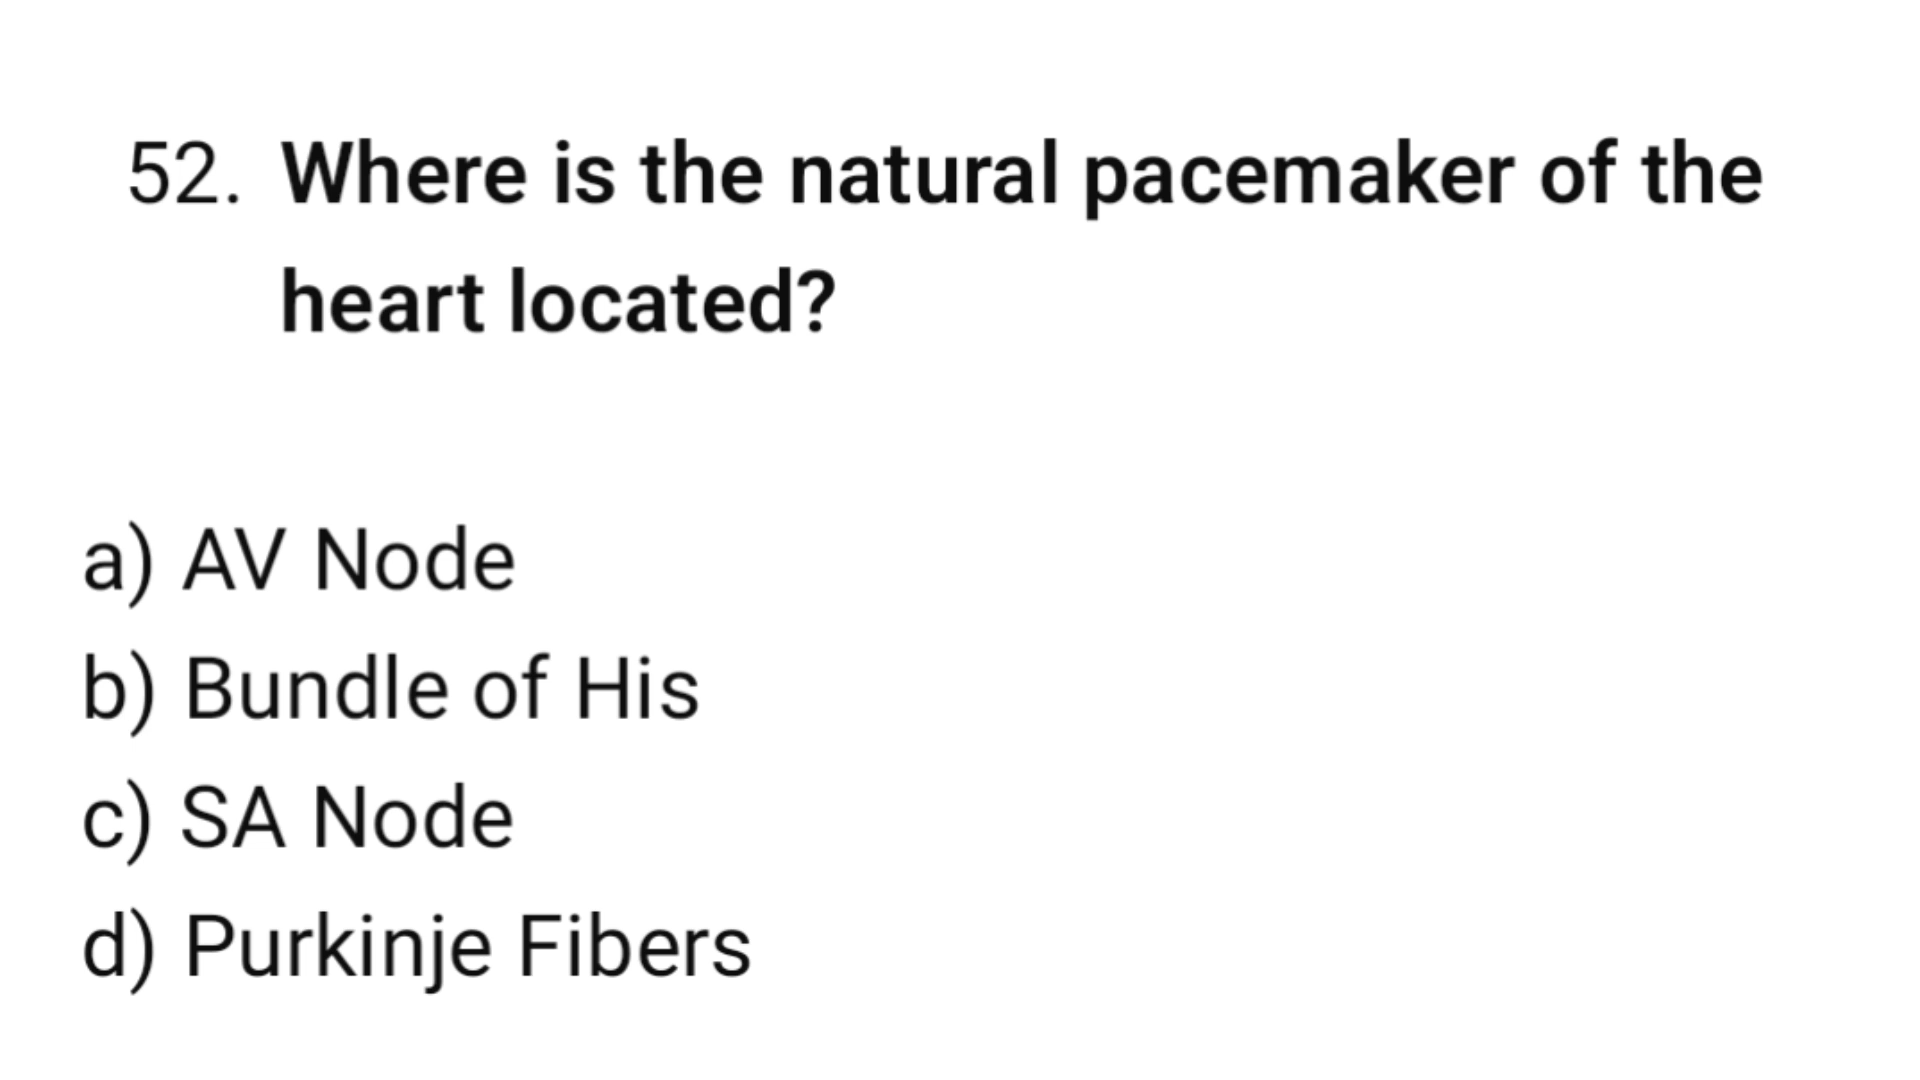 52. Where is the natural pacemaker of the
heart located?
a) AV Node
b) Bundle of His
c) SA Node
d) Purkinje Fibers